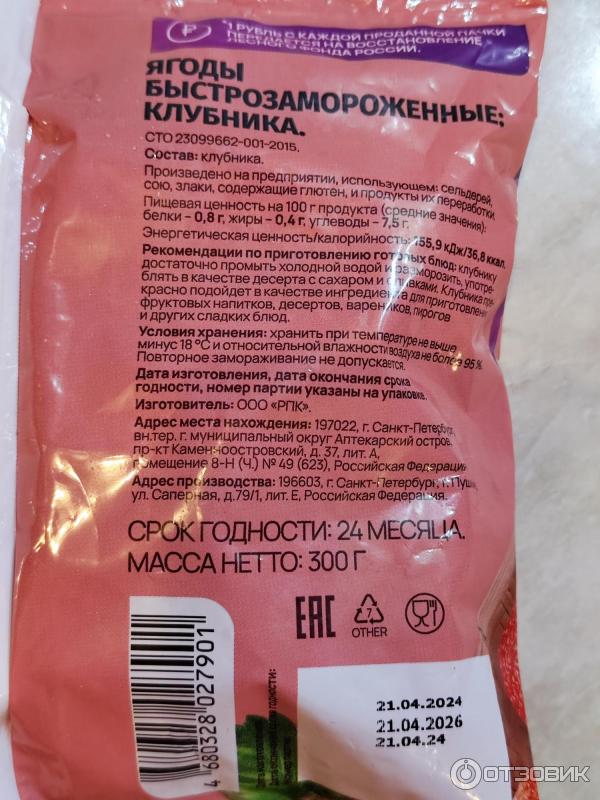 1 РУБЛЬ С КАЖДОЙ ПРОДАННОЙ ПАЧКИ
ПЕРЕДАЕТСЯ НА ВОССТАНОВЛЕНИЕ
ЛЕСНОГО ФОНДА РОССИИ.
ЯГОДЫ
БЫСТРОЗАМОРОЖЕННЫЕ:
КЛУБНИКА.
СТО 23099662-001-2015.
Состав: клубника.
Произведено на предприятии, использующем: сельдерей,
сою, злаки, содержащие глютен, и продукты их переработки.
Пищевая ценность на 100 г продукта (средние значения):
белки – 0,8 г, жиры – 0,4 г, углеводы – 7,5 г.
Энергетическая ценность/калорийность: 155,9 кДж/36,8 ккал.
Рекомендации по приготовлению готовых блюд: клубнику
достаточно промыть холодной водой и разморозить, употре-
блять в качестве десерта с сахаром и сливками. Клубника пре-
красно подойдет в качестве ингредиента для приготовления
фруктовых напитков, десертов, вареников, пирогов
и других сладких блюд.
Условия хранения: хранить при температуре не выше
минус 18 °С и относительной влажности воздуха не более 95 %.
Повторное замораживание не допускается.
Дата изготовления, дата окончания срока
годности, номер партии указаны на упаковке.
Изготовитель: ООО «РПК».
Адрес места нахождения: 197022, г. Санкт-Петербург,
вн.тер. г. муниципальный округ Аптекарский остров,
пр-кт Каменноостровский, д. 37, лит. А,
помещение 8-Н (Ч.) № 49 (623), Российская Федерация
Адрес производства: 196603, г. Санкт-Петербург, г. Пушк
ул. Саперная, д.79/1, лит. Е, Российская Федерация.
СРОК ГОДНОСТИ: 24 МЕСЯЦА.
МАССА НЕТТО: 300 Г
4 680328 027901
EAC
7
OTHER
21.04.2024
21.04.2026
21.04.24
ОТЗОВИК